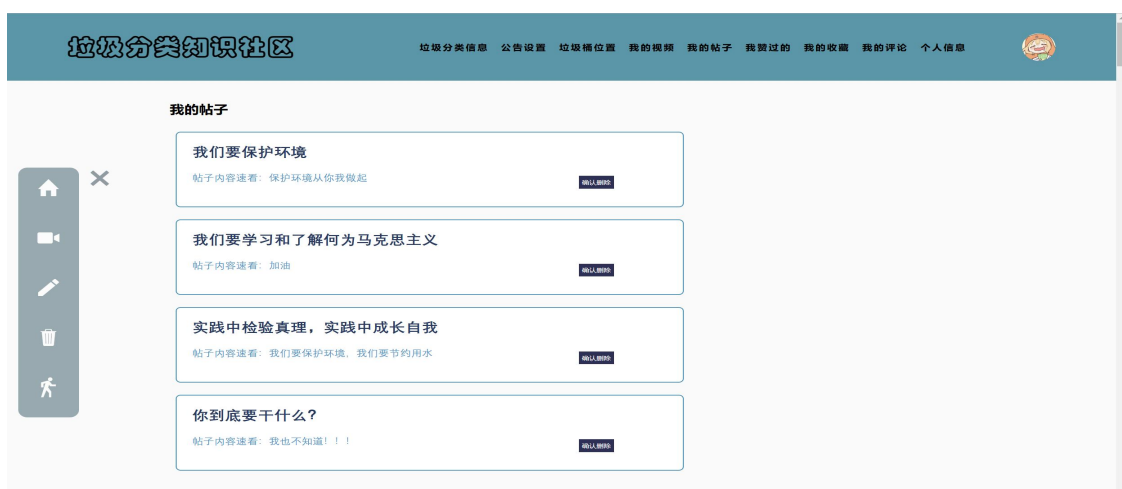 垃圾分类知识社区
垃圾分类信息 公告设置 垃圾桶位置 我的视频 我的帖子 我赞过的 我的收藏 我的评论 个人信息
我的帖子
我们要保护环境
帖子内容速看：保护环境从你我做起
确认删除
我们要学习和了解何为马克思主义
帖子内容速看：加油
确认删除
实践中检验真理，实践中成长自我
帖子内容速看：我们要保护环境，我们要节约用水
确认删除
你到底要干什么？
帖子内容速看：我也不知道！！！
确认删除